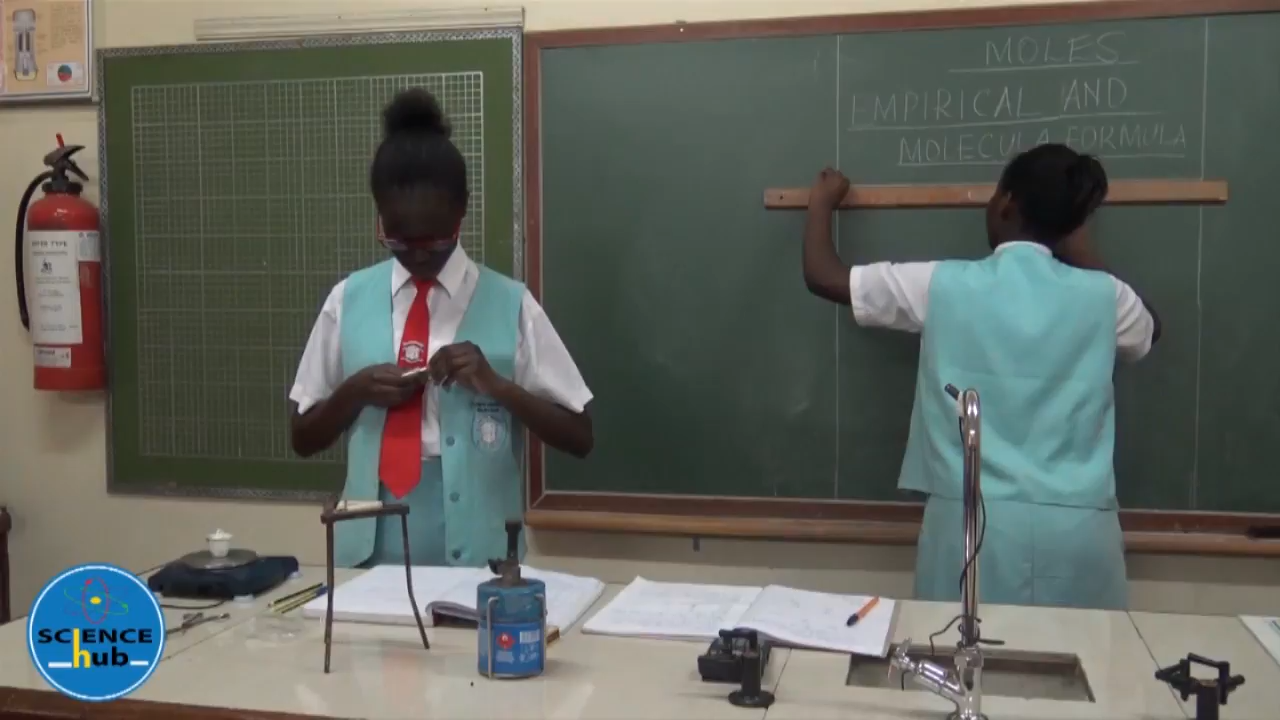 MOLES
EMPIRICAL AND
MOLECULA FORMULA
SCIENCE
hub